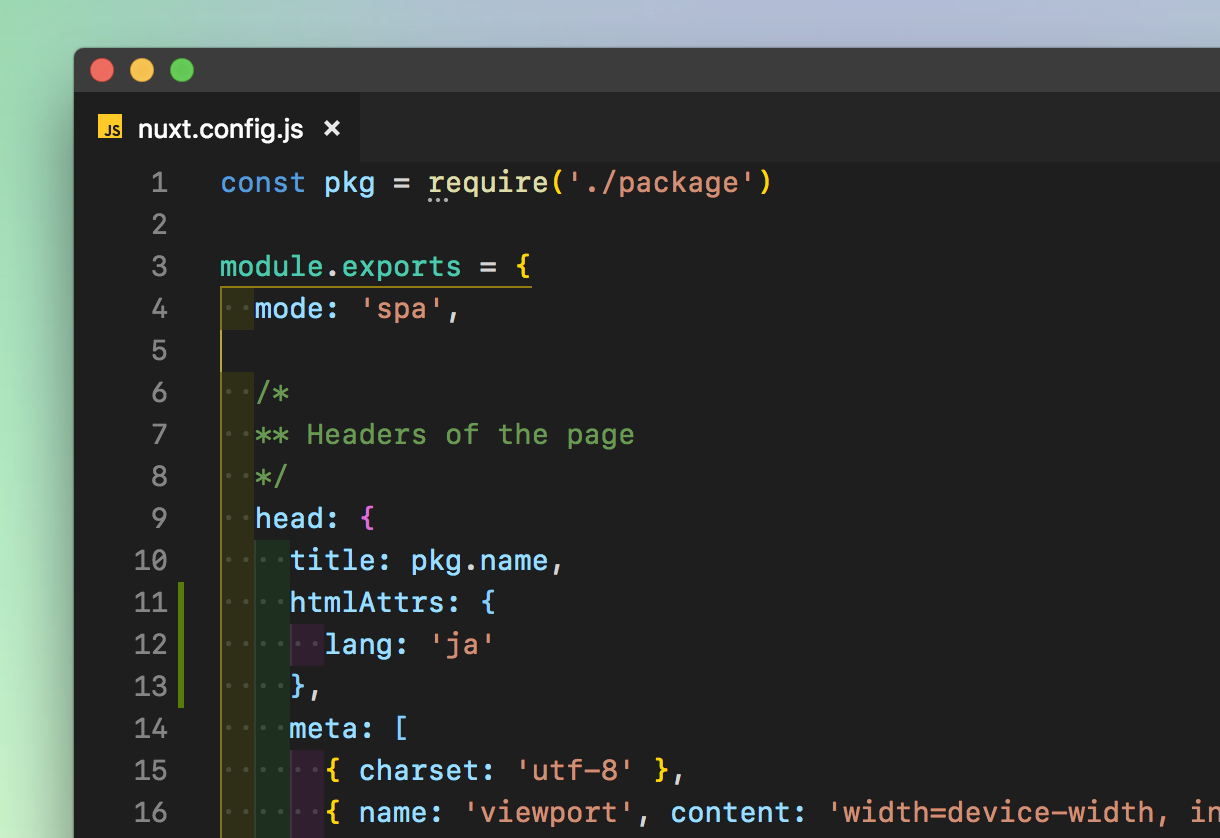 JS nuxt.config.js ×
1 const pkg = require('./package')
2
3 module.exports = {
4   mode: 'spa',
5
6   /*
7   ** Headers of the page
8   */
9   head: {
10     title: pkg.name,
11     htmlAttrs: {
12       lang: 'ja'
13     },
14     meta: [
15       { charset: 'utf-8' },
16       { name: 'viewport', content: 'width=device-width, in